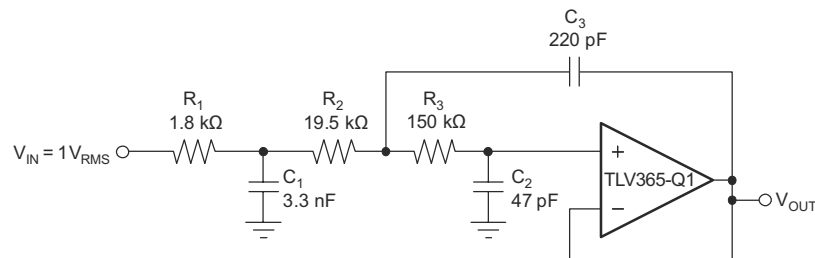 C3
220 pF
R1
1.8 kΩ
R2
19.5 kΩ
R3
150 kΩ
VIN = 1VRMS
C1
3.3 nF
C2
47 pF
+
TLV365-Q1
−
VOUT